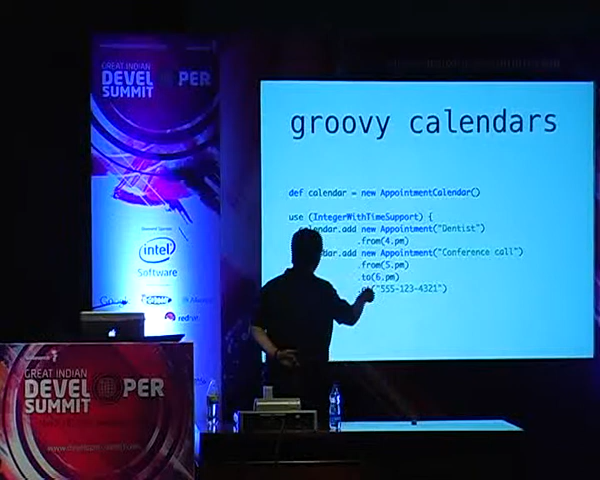 GREAT INDIAN
DEVEL PER
SUMMIT
intel
Software
groovy calendars
def calendar = new AppointmentCalendar()
use (IntegerWithTimeSupport) {
calendar.add new Appointment("Dentist")
.from(4.pm)
.add new Appointment("Conference call")
.from(5.pm)
.to(6.pm)
("555-123-4321")
GREAT INDIAN
DEVEL PER
SUMMIT